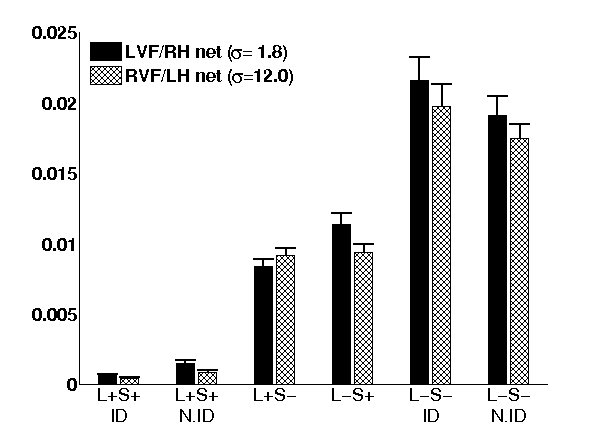 0.025
LVF/RH net (σ= 1.8)
RVF/LH net (σ=12.0)
0.02
0.015
0.01
0.005
0
L+S+ L+S+ L+S− L−S+ L−S− L−S−
ID N.ID ID N.ID